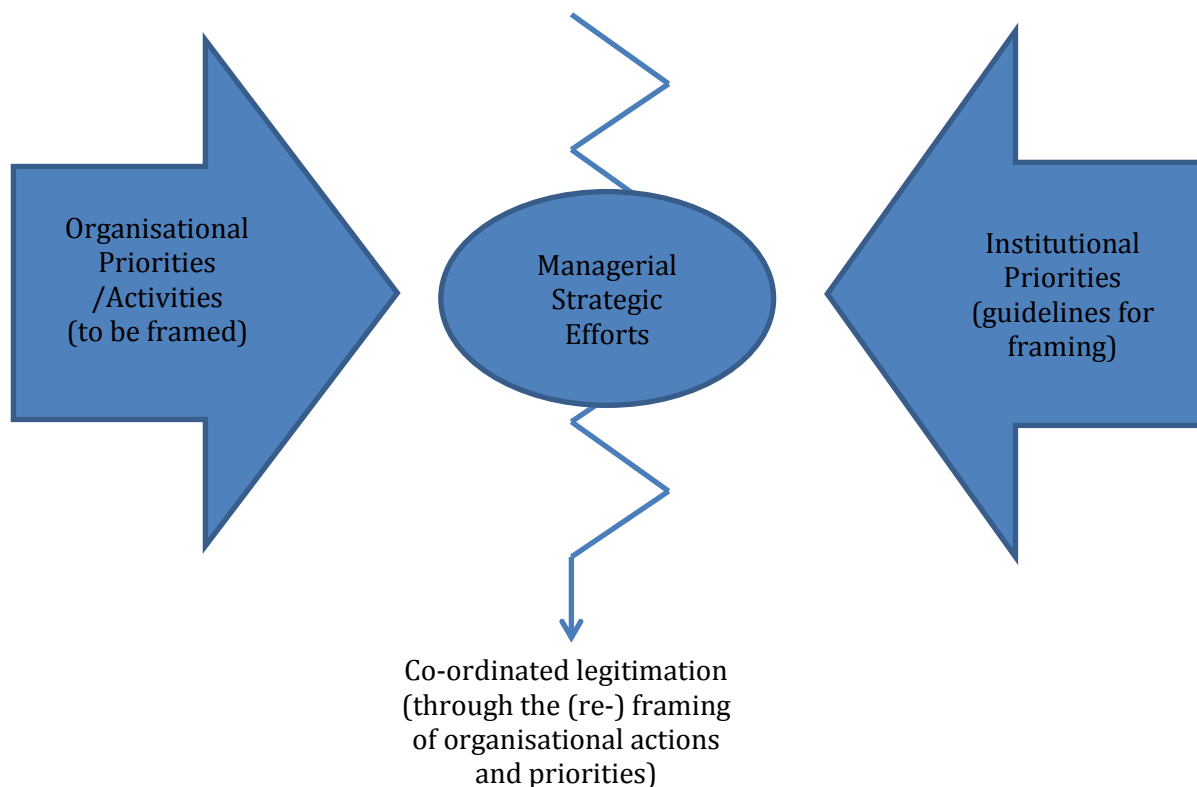 Organisational
Priorities
/Activities
(to be framed)
Managerial
Strategic
Efforts
Institutional
Priorities
(guidelines for
framing)
Co-ordinated legitimation
(through the (re-) framing
of organisational actions
and priorities)